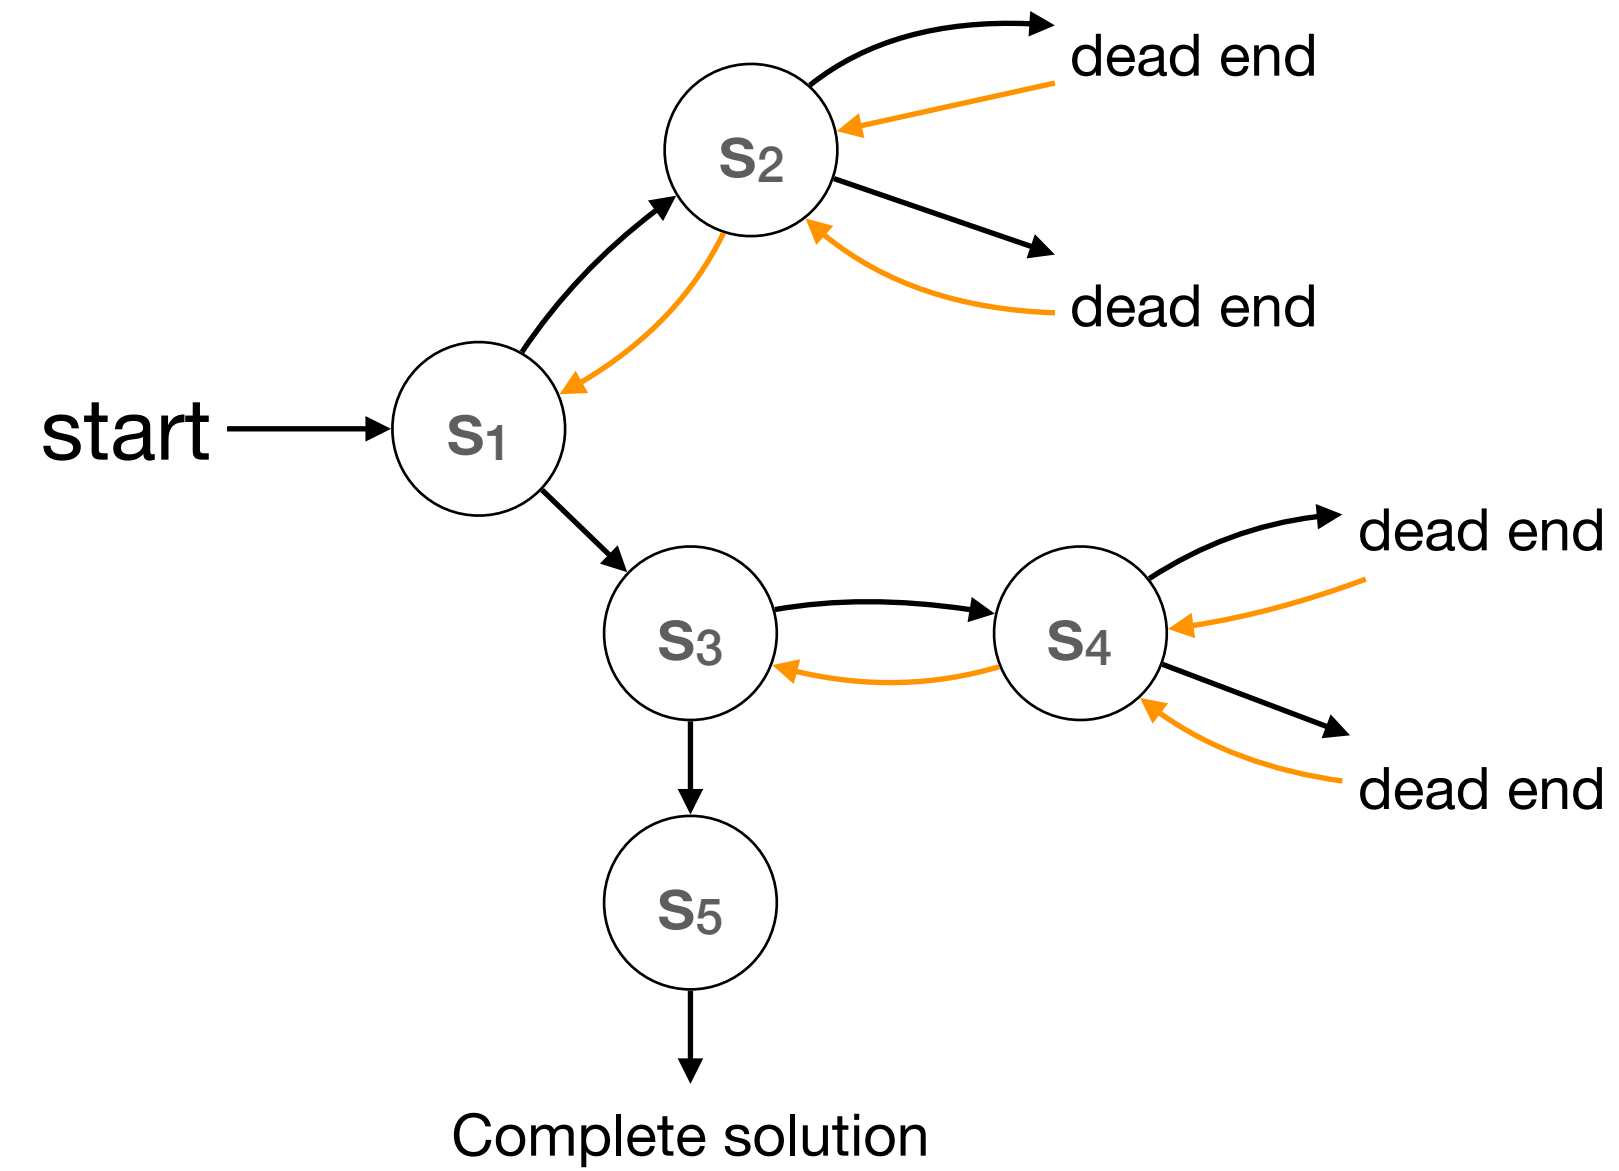 dead end
s₂
dead end
start
s₁
dead end
s₃
s₄
dead end
s₅
Complete solution